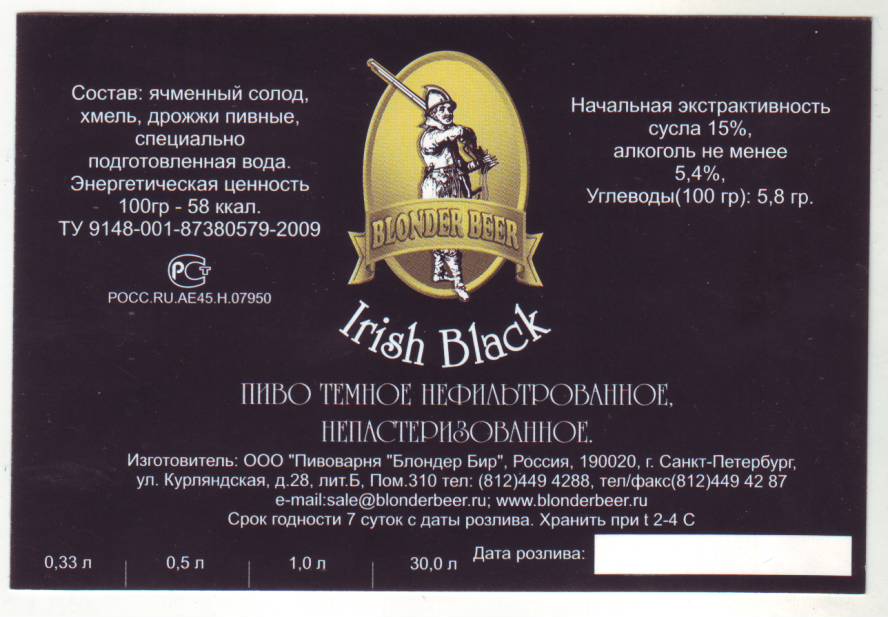 Состав: ячменный солод,
хмель, дрожжи пивные,
специально
подготовленная вода.
Энергетическая ценность
100гр - 58 ккал.
ТУ 9148-001-87380579-2009
РСТ
РОСС.RU.АЕ45.Н.07950
BLONDER BEER
Irish Black
Начальная экстрактивность
сусла 15%,
алкоголь не менее
5,4%,
Углеводы(100 гр): 5,8 гр.
ПИВО ТЕМНОЕ НЕФИЛЬТРОВАННОЕ,
НЕПАСТЕРИЗОВАННОЕ.
Изготовитель: ООО "Пивоварня "Блондер Бир", Россия, 190020, г. Санкт-Петербург,
ул. Курляндская, д.28, лит.Б, Пом.310 тел: (812)449 4288, тел/факс(812)449 42 87
e-mail:sale@blonderbeer.ru; www.blonderbeer.ru
Срок годности 7 суток с даты розлива. Хранить при t 2-4 С
0,33 л 0,5 л 1,0 л 30,0 л Дата розлива: